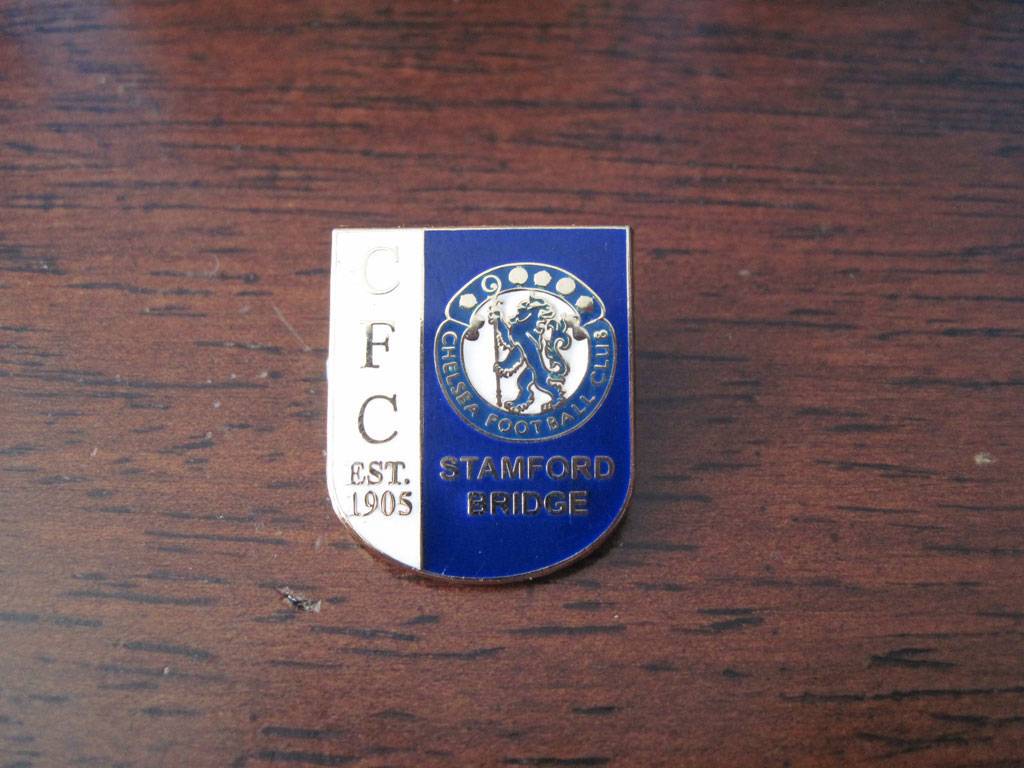 C
F
C
EST.
1905
CHELSEA FOOTBALL CLUB
STAMFORD
BRIDGE